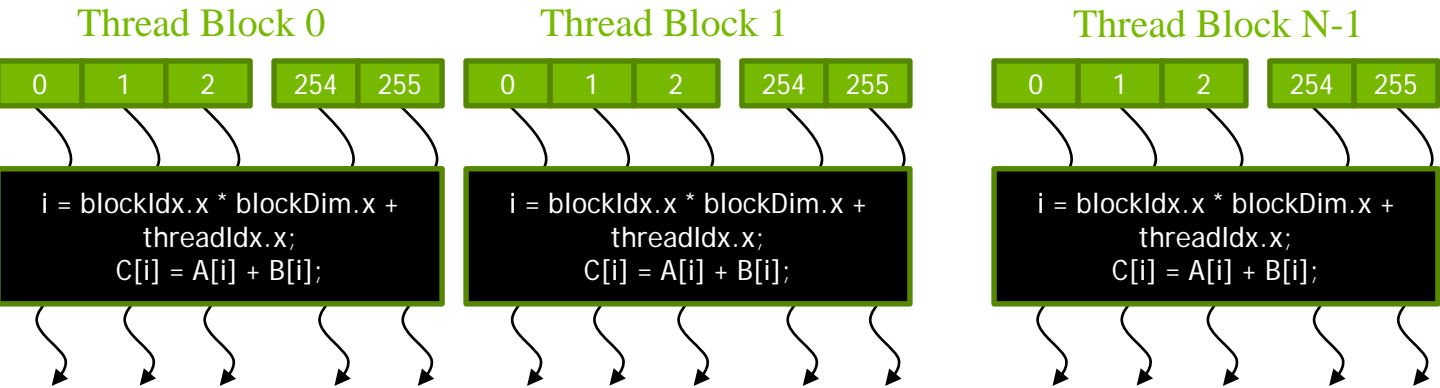 Thread Block 0
0 1 2 254 255
i = blockIdx.x * blockDim.x +
threadIdx.x;
C[i] = A[i] + B[i];
Thread Block 1
0 1 2 254 255
i = blockIdx.x * blockDim.x +
threadIdx.x;
C[i] = A[i] + B[i];
Thread Block N-1
0 1 2 254 255
i = blockIdx.x * blockDim.x +
threadIdx.x;
C[i] = A[i] + B[i];